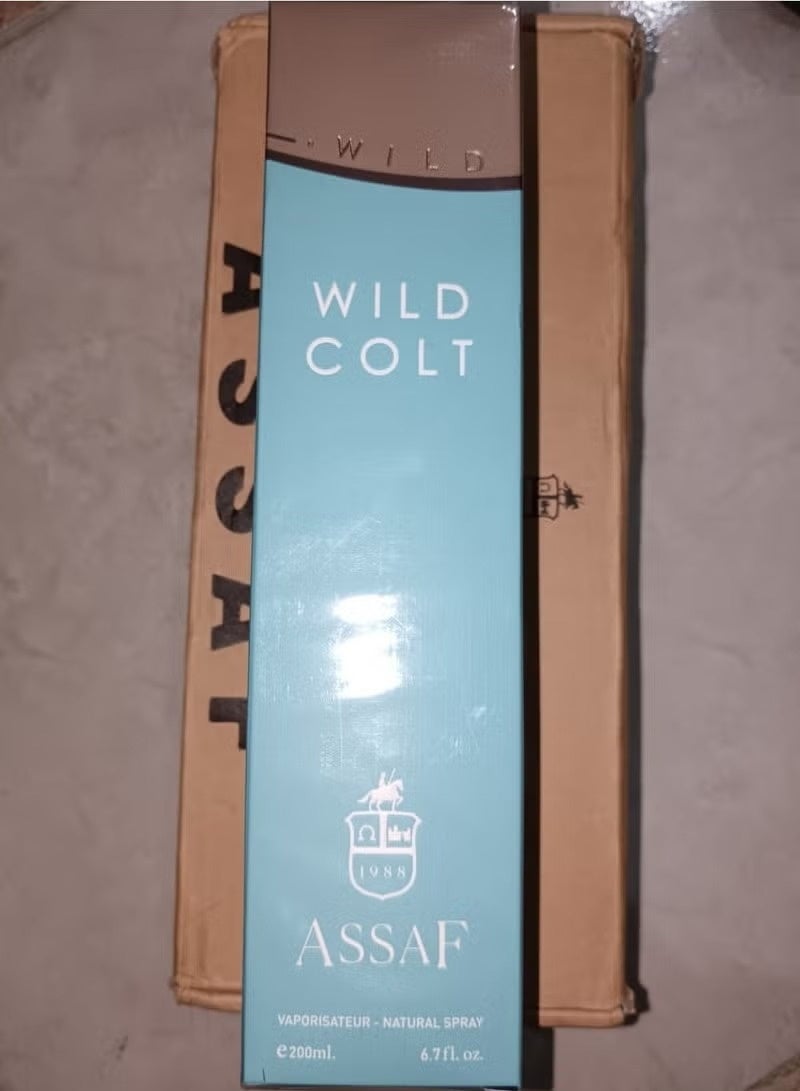 WILD
WILD
COLT
ASSAF
1988
ASSAF
VAPORISATEUR - NATURAL SPRAY
e200ml.
6.7fl. oz.